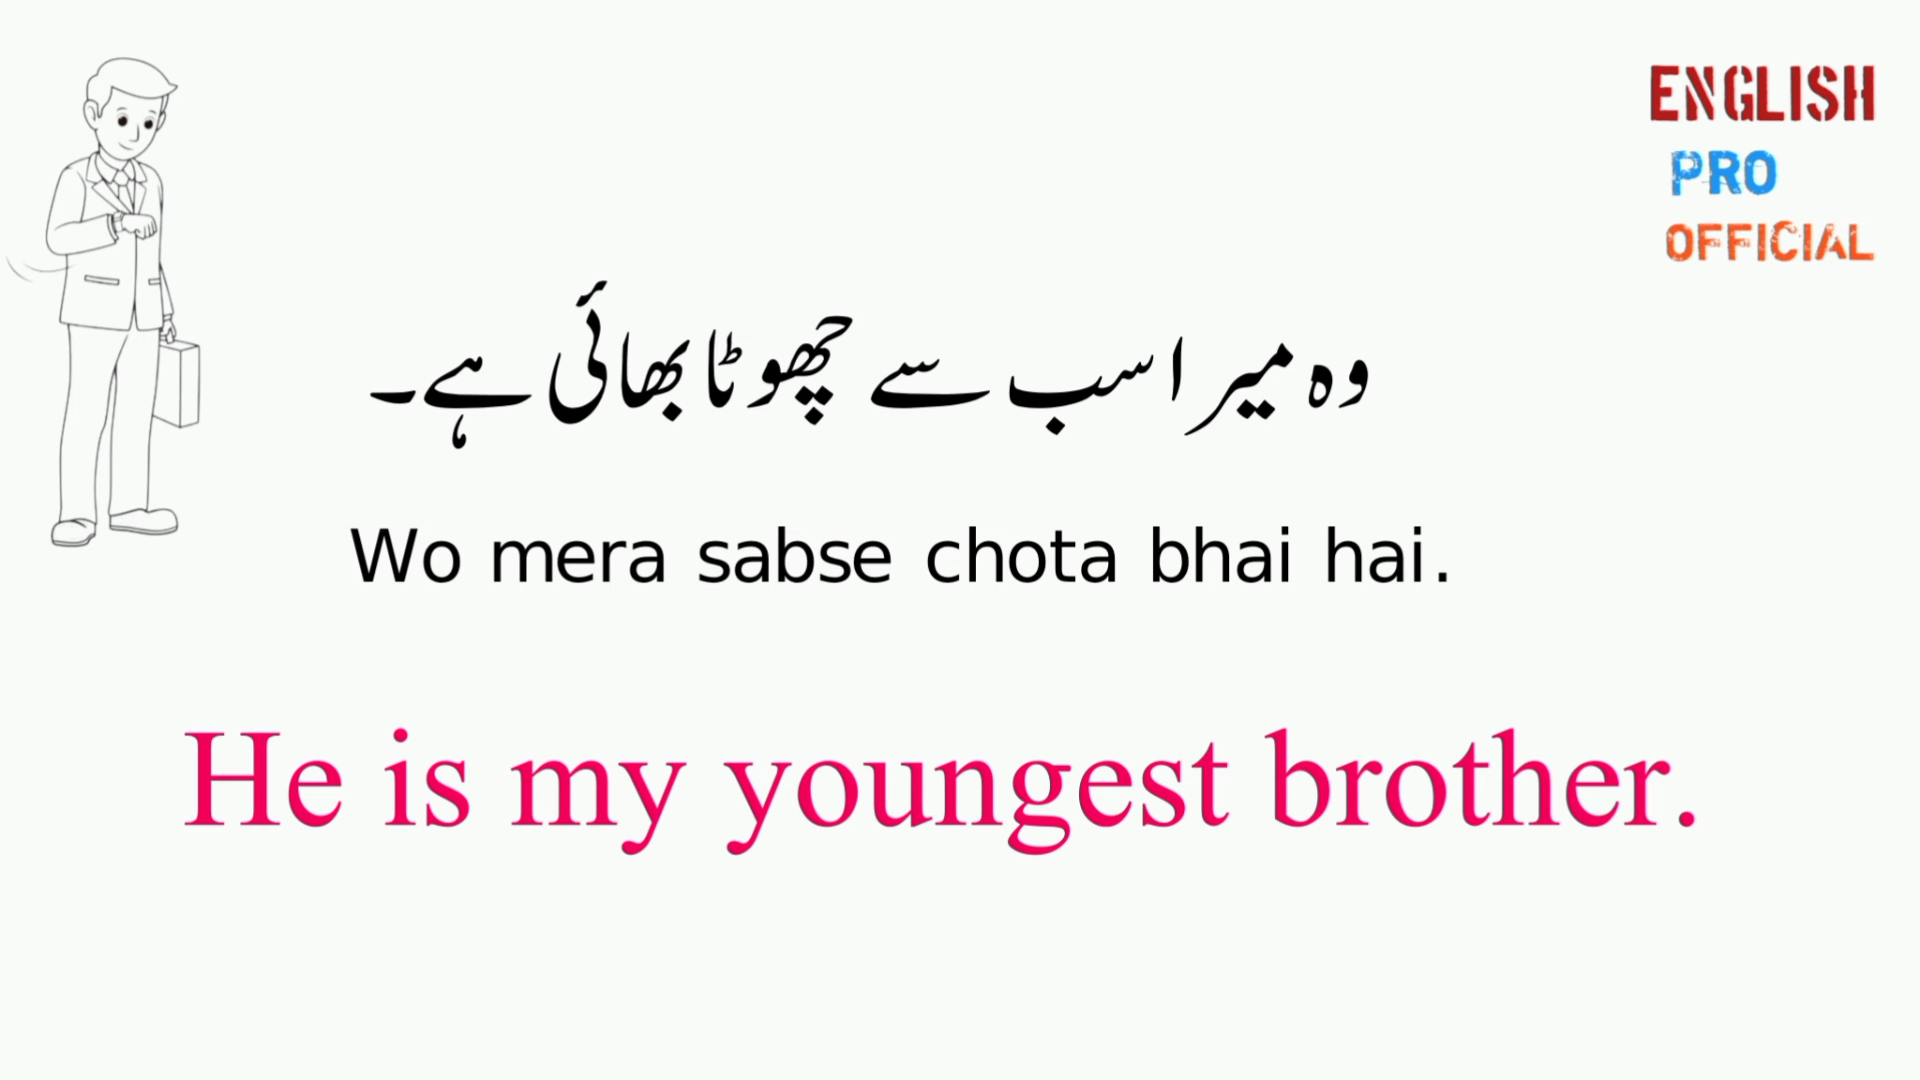 ENGLISH
PRO
OFFICIAL
وہ میرا سب سے چھوٹا بھائی ہے۔
Wo mera sabse chota bhai hai.
He is my youngest brother.